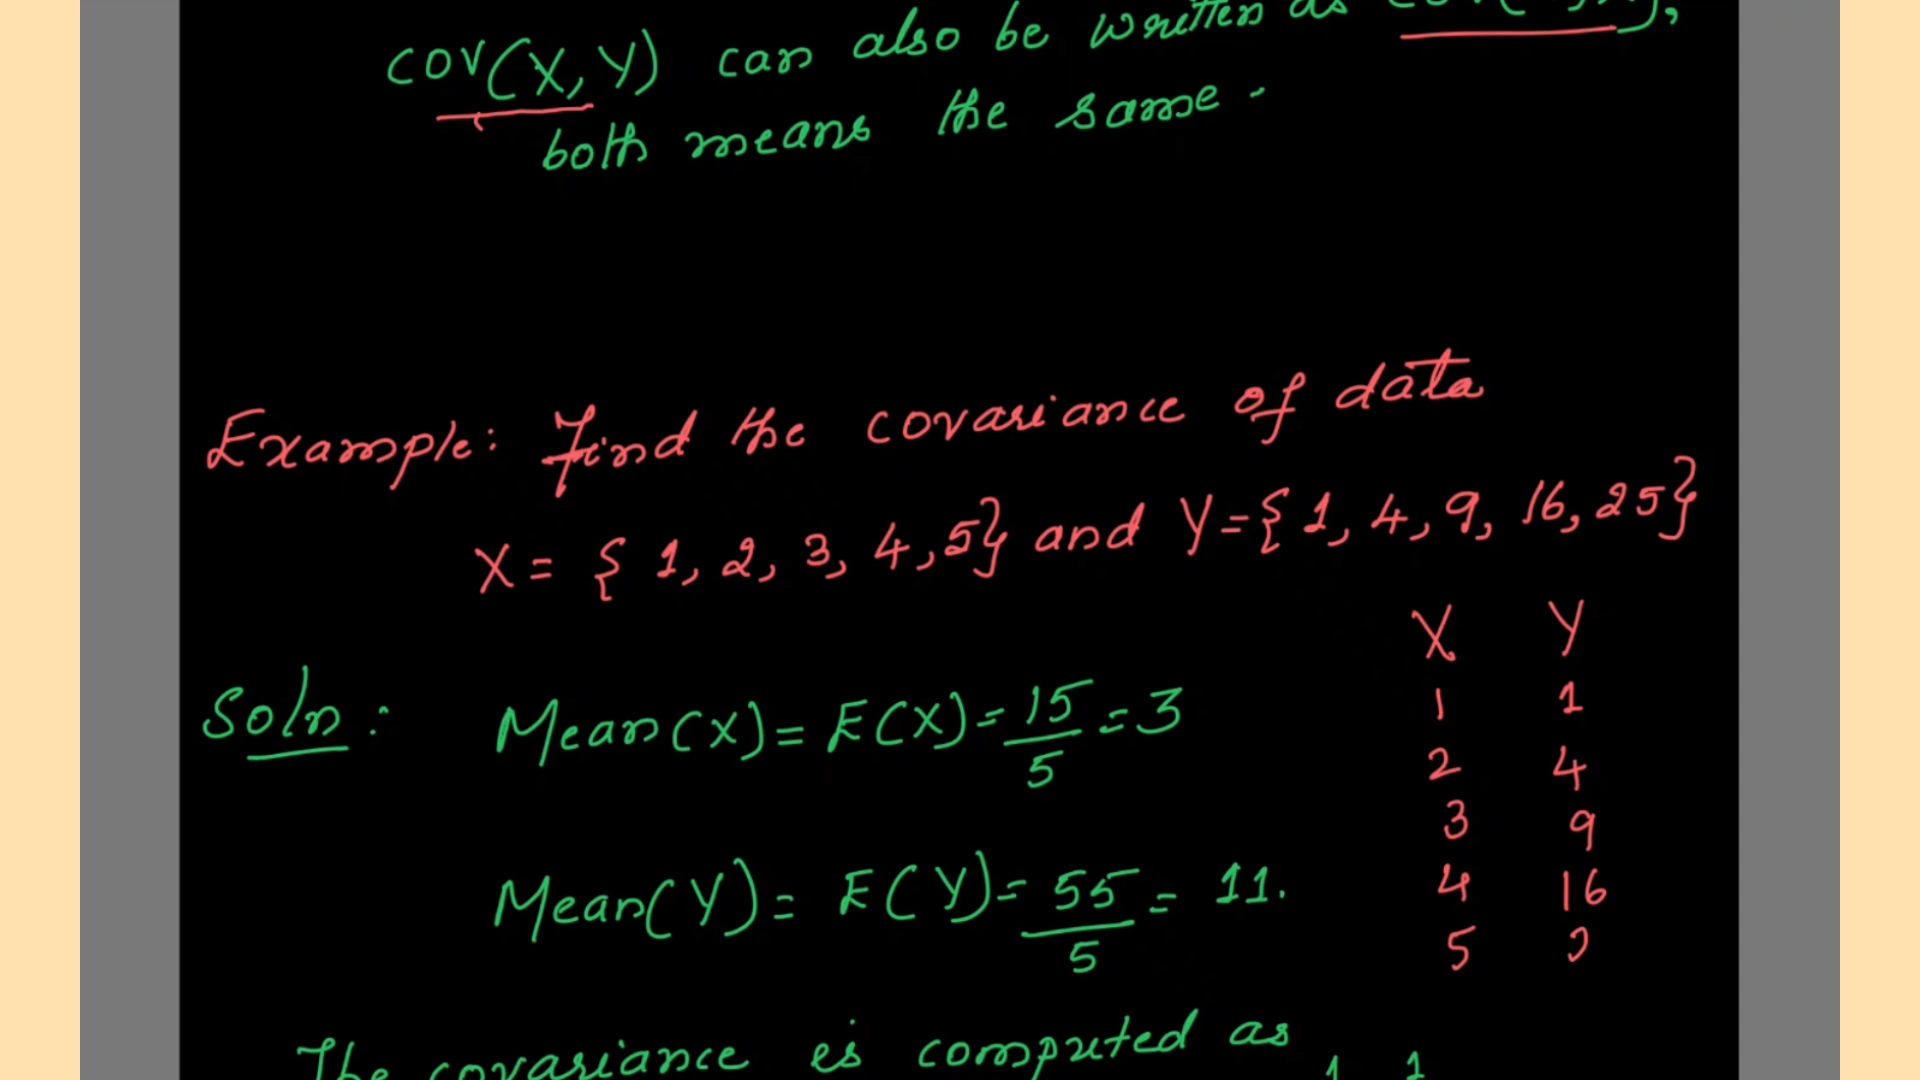 cov(X, Y) can also be written as
both means the same.
Example: Find the covariance of data
X = { 1, 2, 3, 4, 5} and Y={ 1, 4, 9, 16, 25}
X Y
Soln: Mean(X)= E(X)= 15/5 = 3
1 1
2 4
3 9
Mean(Y)= E(Y)= 55/5 = 11.
4 16
5
The covariance is computed as
1 1